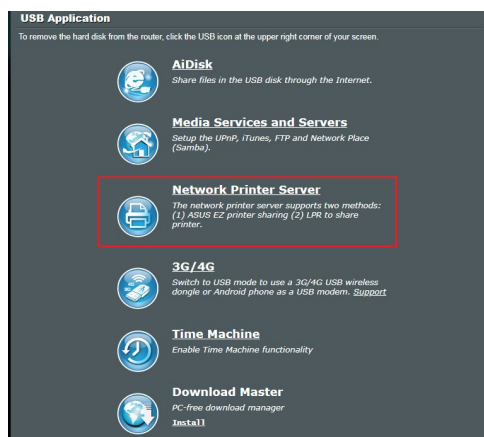 USB Application
To remove the hard disk from the router, click the USB icon at the upper right corner of your screen.
AiDisk
Share files in the USB disk through the Internet.
Media Services and Servers
Setup the UPnP, iTunes, FTP and Network Place
(Samba).
Network Printer Server
The network printer server supports two methods:
(1) ASUS EZ printer sharing (2) LPR to share
printer.
3G/4G
Switch to USB mode to use a 3G/4G USB wireless
dongle or Android phone as a USB modem. Support
Time Machine
Enable Time Machine functionality
Download Master
PC-free download manager
Install